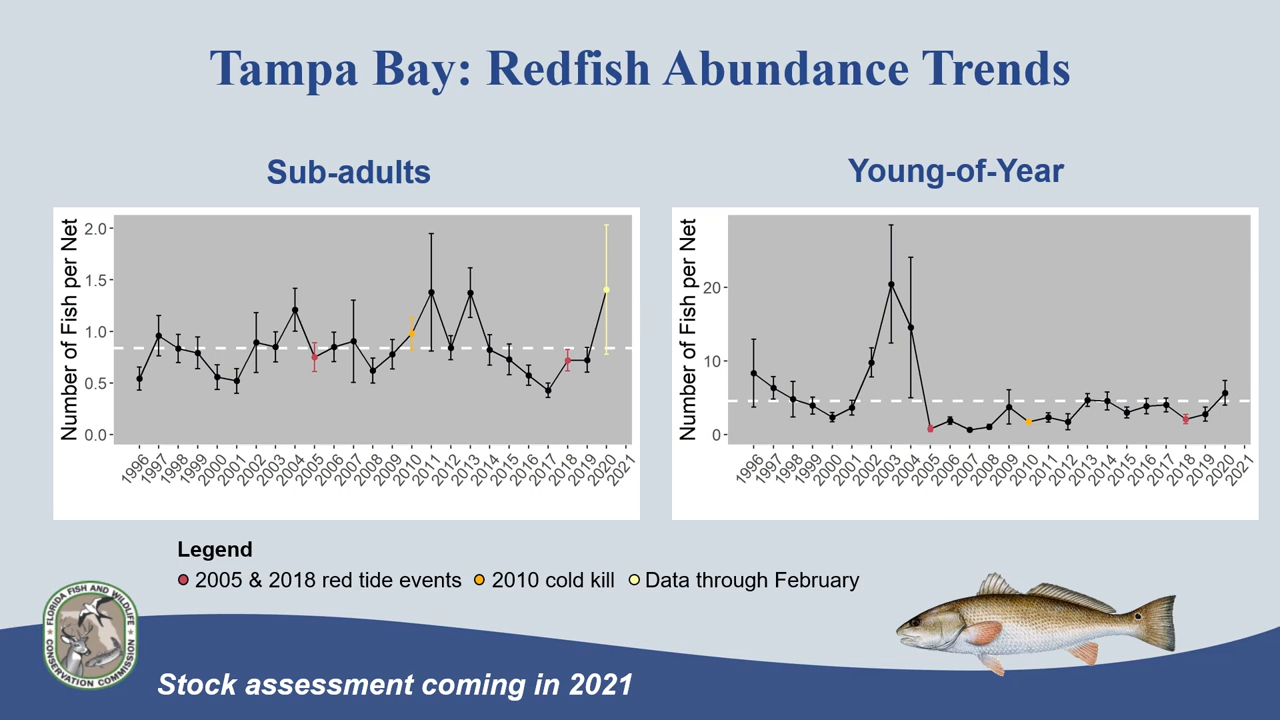 Tampa Bay: Redfish Abundance Trends
Sub-adults
Number of Fish per Net
2.0
1.5
1.0
0.5
0.0
1996 1997 1998 1999 2000 2001 2002 2003 2004 2005 2006 2007 2008 2009 2010 2011 2012 2013 2014 2015 2016 2017 2018 2019 2020 2021
Young-of-Year
Number of Fish per Net
20
10
0
1996 1997 1998 1999 2000 2001 2002 2003 2004 2005 2006 2007 2008 2009 2010 2011 2012 2013 2014 2015 2016 2017 2018 2019 2020 2021
Legend
2005 & 2018 red tide events 2010 cold kill Data through February
FLORIDA FISH AND WILDLIFE
CONSERVATION COMMISSION
Stock assessment coming in 2021